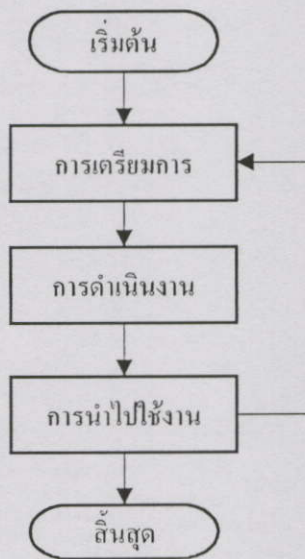 เริ่มต้น
การเตรียมการ
การดำเนินงาน
การนำไปใช้งาน
สิ้นสุด